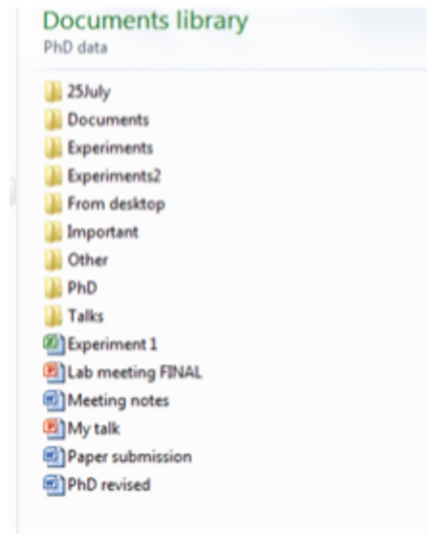 Documents library
PhD data
25July
Documents
Experiments
Experiments2
From desktop
Important
Other
PhD
Talks
Experiment 1
Lab meeting FINAL
Meeting notes
My talk
Paper submission
PhD revised